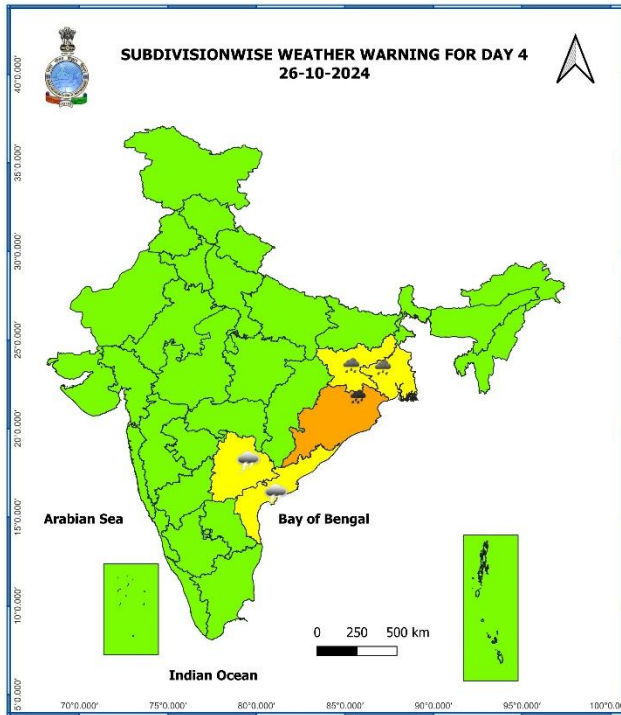 SUBDIVISIONWISE WEATHER WARNING FOR DAY 4
26-10-2024
40°0.000'
35°0.000'
30°0.000'
25°0.000'
20°0.000'
15°0.000'
10°0.000'
5°0.000'
Arabian Sea
Bay of Bengal
0 250 500 km
Indian Ocean
70°0.000' 75°0.000' 80°0.000' 85°0.000' 90°0.000' 95°0.000' 100°0.0